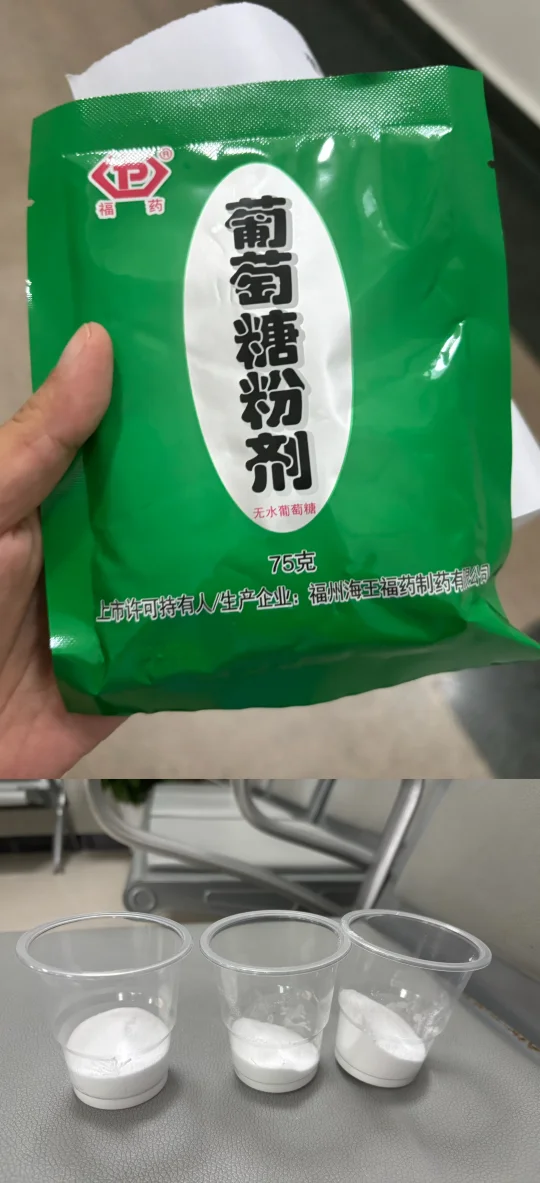 福药
葡萄糖粉剂
无水葡萄糖
75克
上市许可持有人/生产企业：福州海王福药制药有限公司